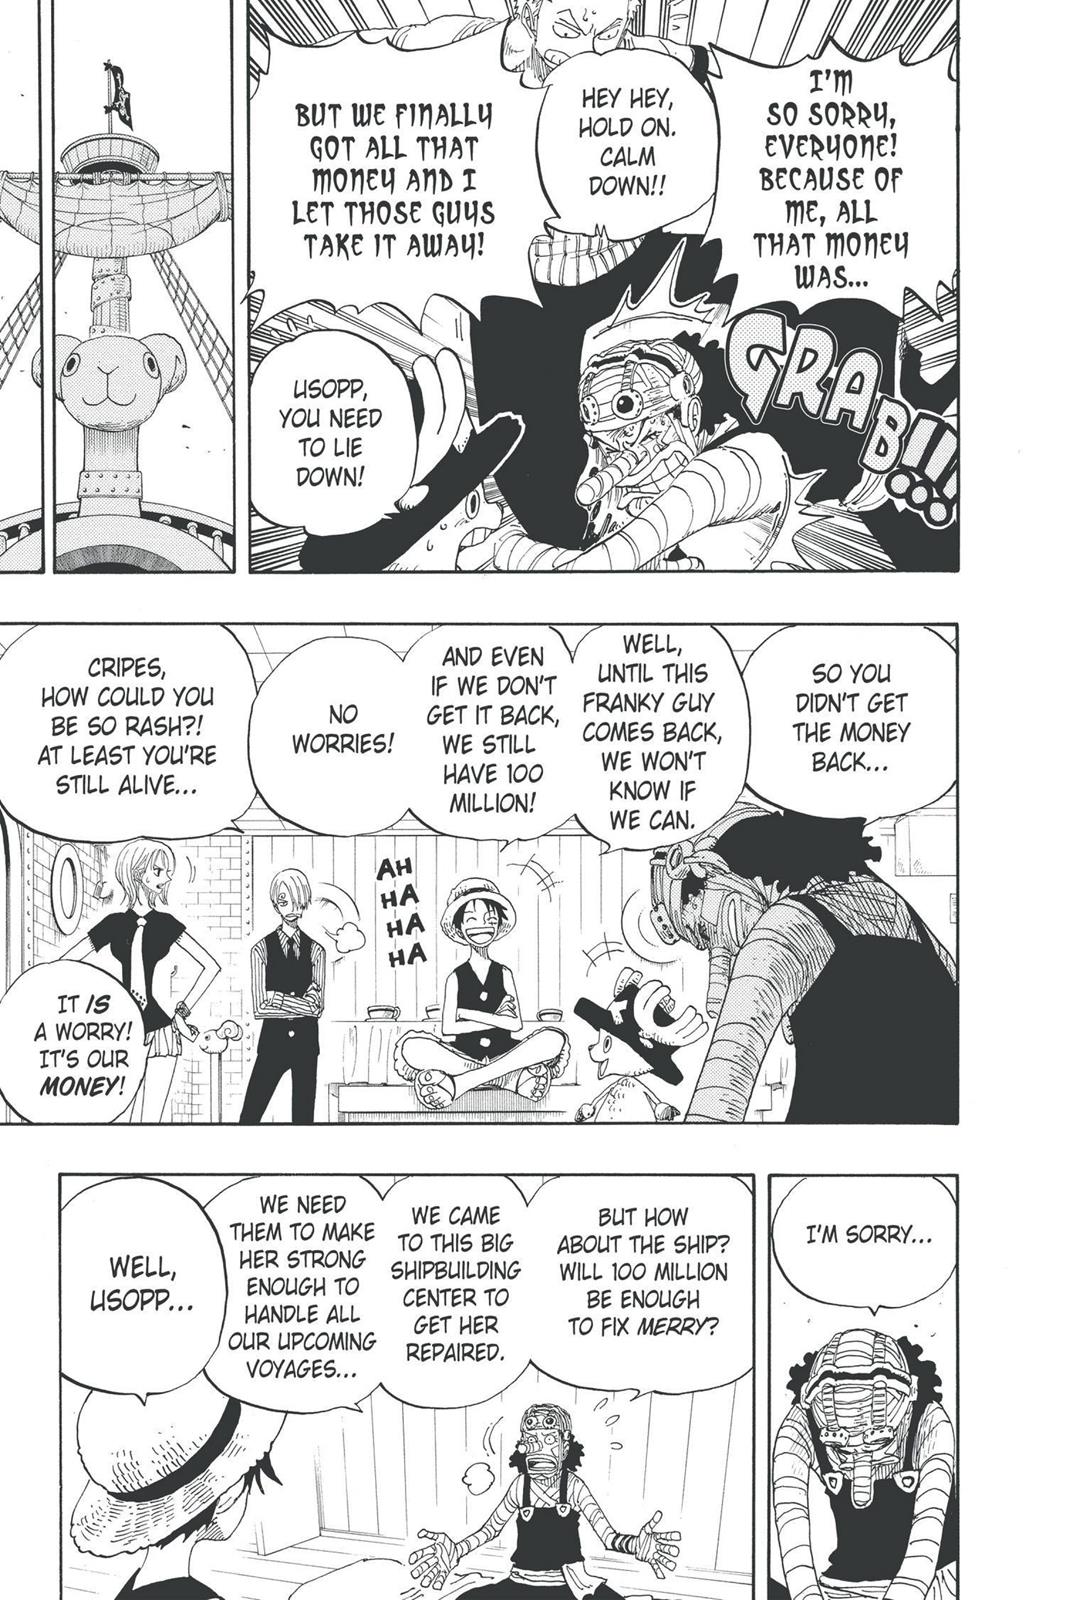 I'M
SO SORRY,
EVERYONE!
BECAUSE OF
ME, ALL
THAT MONEY
WAS...
HEY HEY,
HOLD ON.
CALM
DOWN!!
BUT WE FINALLY
GOT ALL THAT
MONEY AND I
LET THOSE GUYS
TAKE IT AWAY!
GRAB!!
USOPP,
YOU NEED
TO LIE
DOWN!
SO YOU
DIDN'T GET
THE MONEY
BACK...
WELL,
UNTIL THIS
FRANKY GUY
COMES BACK,
WE WON'T
KNOW IF
WE CAN.
AND EVEN
IF WE DON'T
GET IT BACK,
WE STILL
HAVE 100
MILLION!
NO
WORRIES!
AH
HA
HA
HA
CRIPES,
HOW COULD YOU
BE SO RASH?!
AT LEAST YOU'RE
STILL ALIVE...
IT IS
A WORRY!
IT'S OUR
MONEY!
I'M SORRY...
BUT HOW
ABOUT THE SHIP?
WILL 100 MILLION
BE ENOUGH
TO FIX MERRY?
WE CAME
TO THIS BIG
SHIPBUILDING
CENTER TO
GET HER
REPAIRED.
WE NEED
THEM TO MAKE
HER STRONG
ENOUGH TO
HANDLE ALL
OUR UPCOMING
VOYAGES...
WELL,
USOPP...